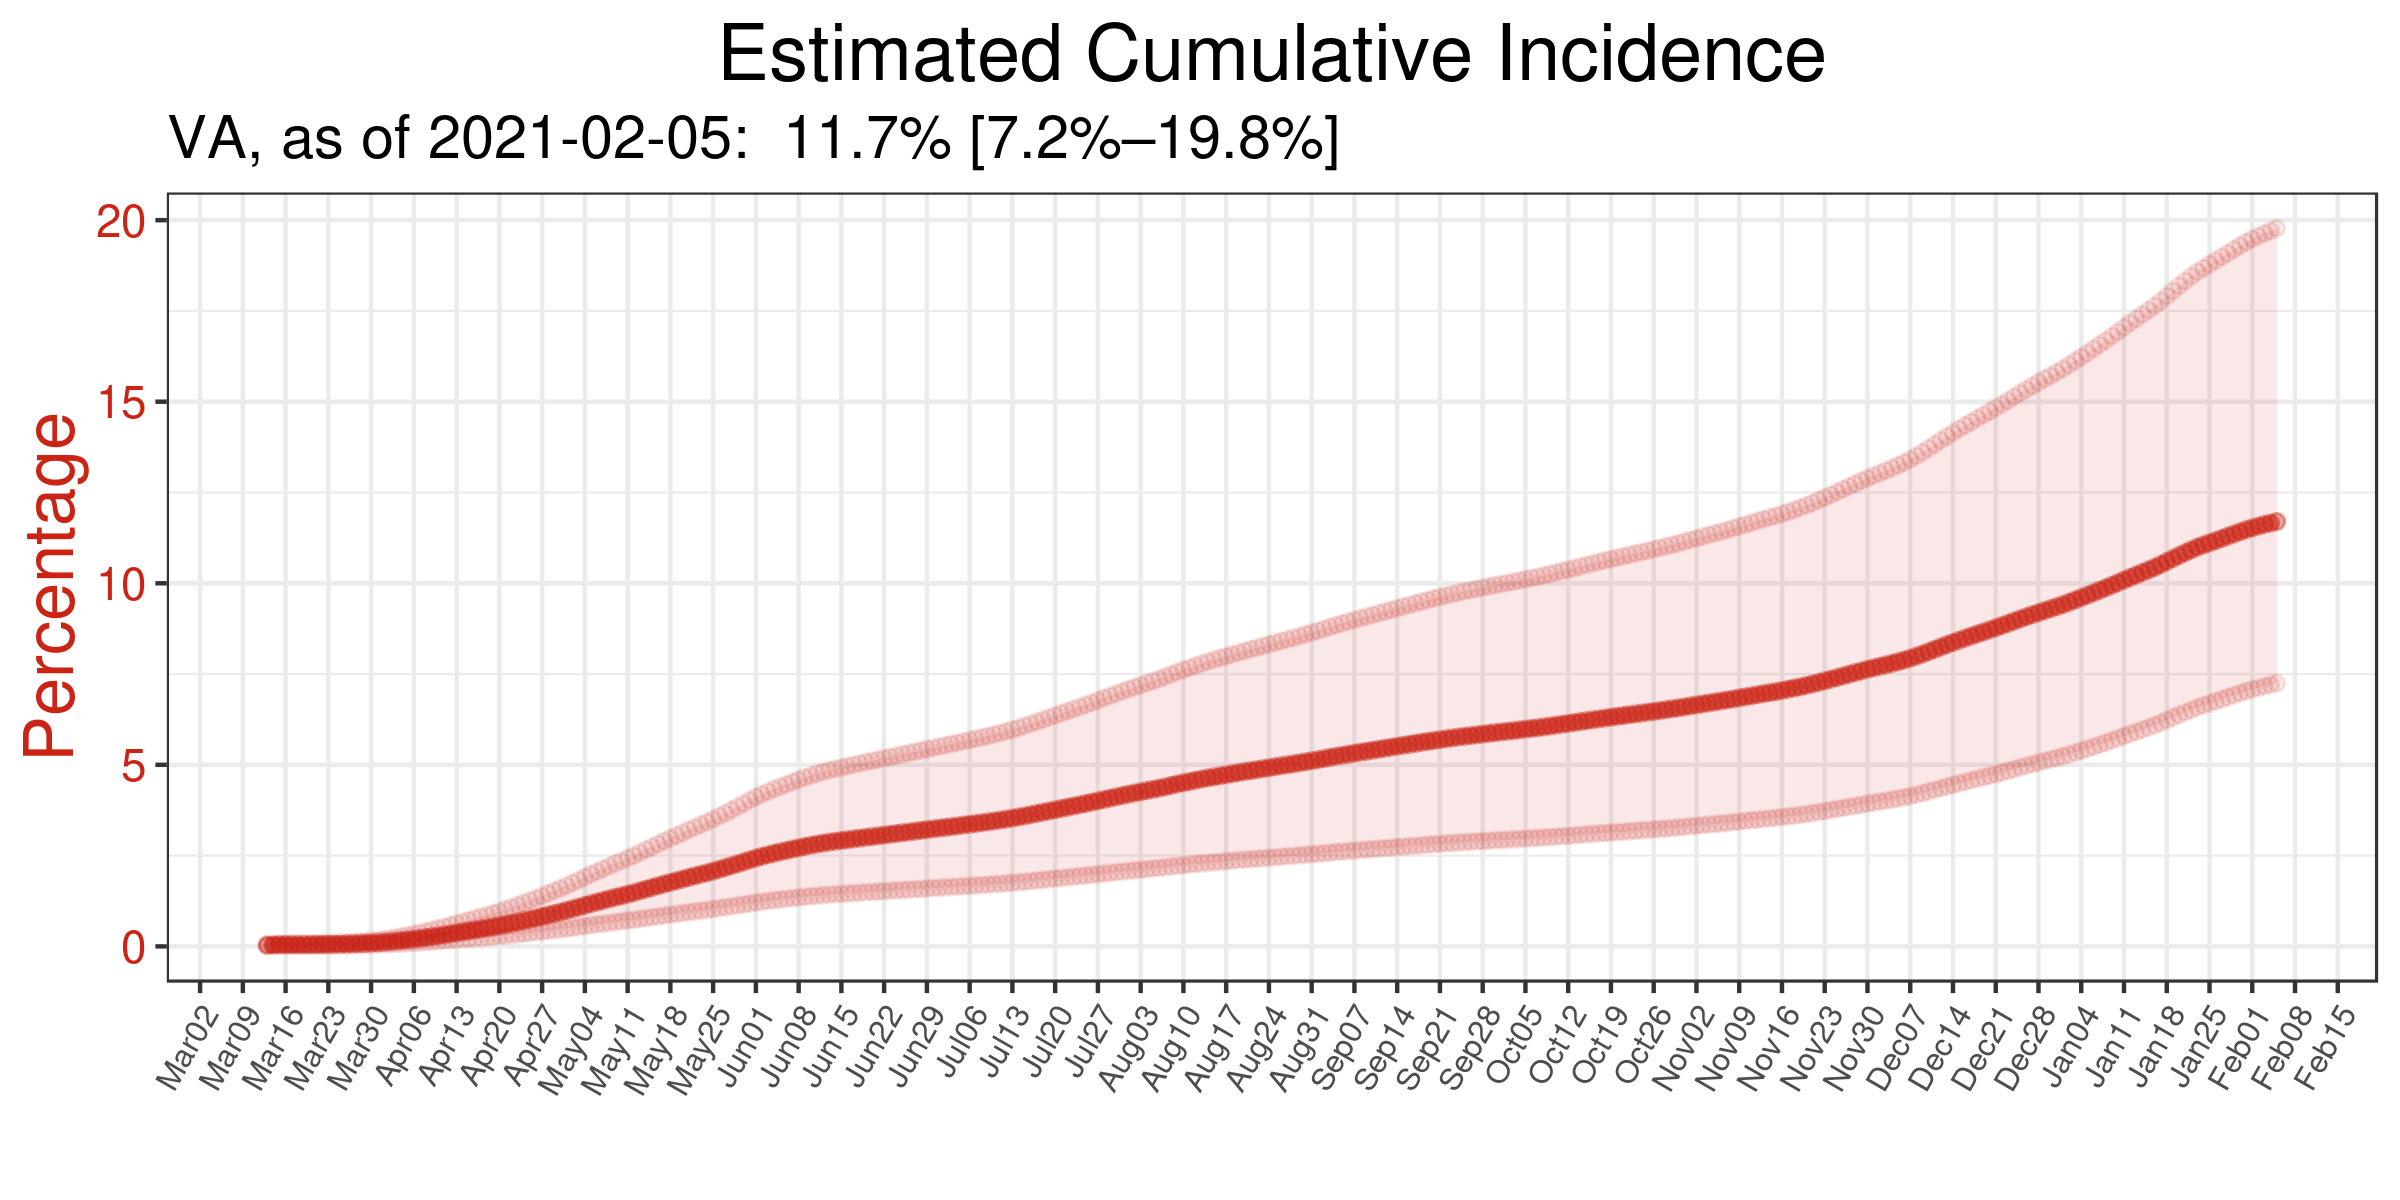 Estimated Cumulative Incidence
VA, as of 2021-02-05:  11.7% [7.2%–19.8%]
Percentage
20
15
10
5
0
Mar02
Mar09
Mar16
Mar23
Mar30
Apr06
Apr13
Apr20
Apr27
May04
May11
May18
May25
Jun01
Jun08
Jun15
Jun22
Jun29
Jul06
Jul13
Jul20
Jul27
Aug03
Aug10
Aug17
Aug24
Aug31
Sep07
Sep14
Sep21
Sep28
Oct05
Oct12
Oct19
Oct26
Nov02
Nov09
Nov16
Nov23
Nov30
Dec07
Dec14
Dec21
Dec28
Jan04
Jan11
Jan18
Jan25
Feb01
Feb08
Feb15